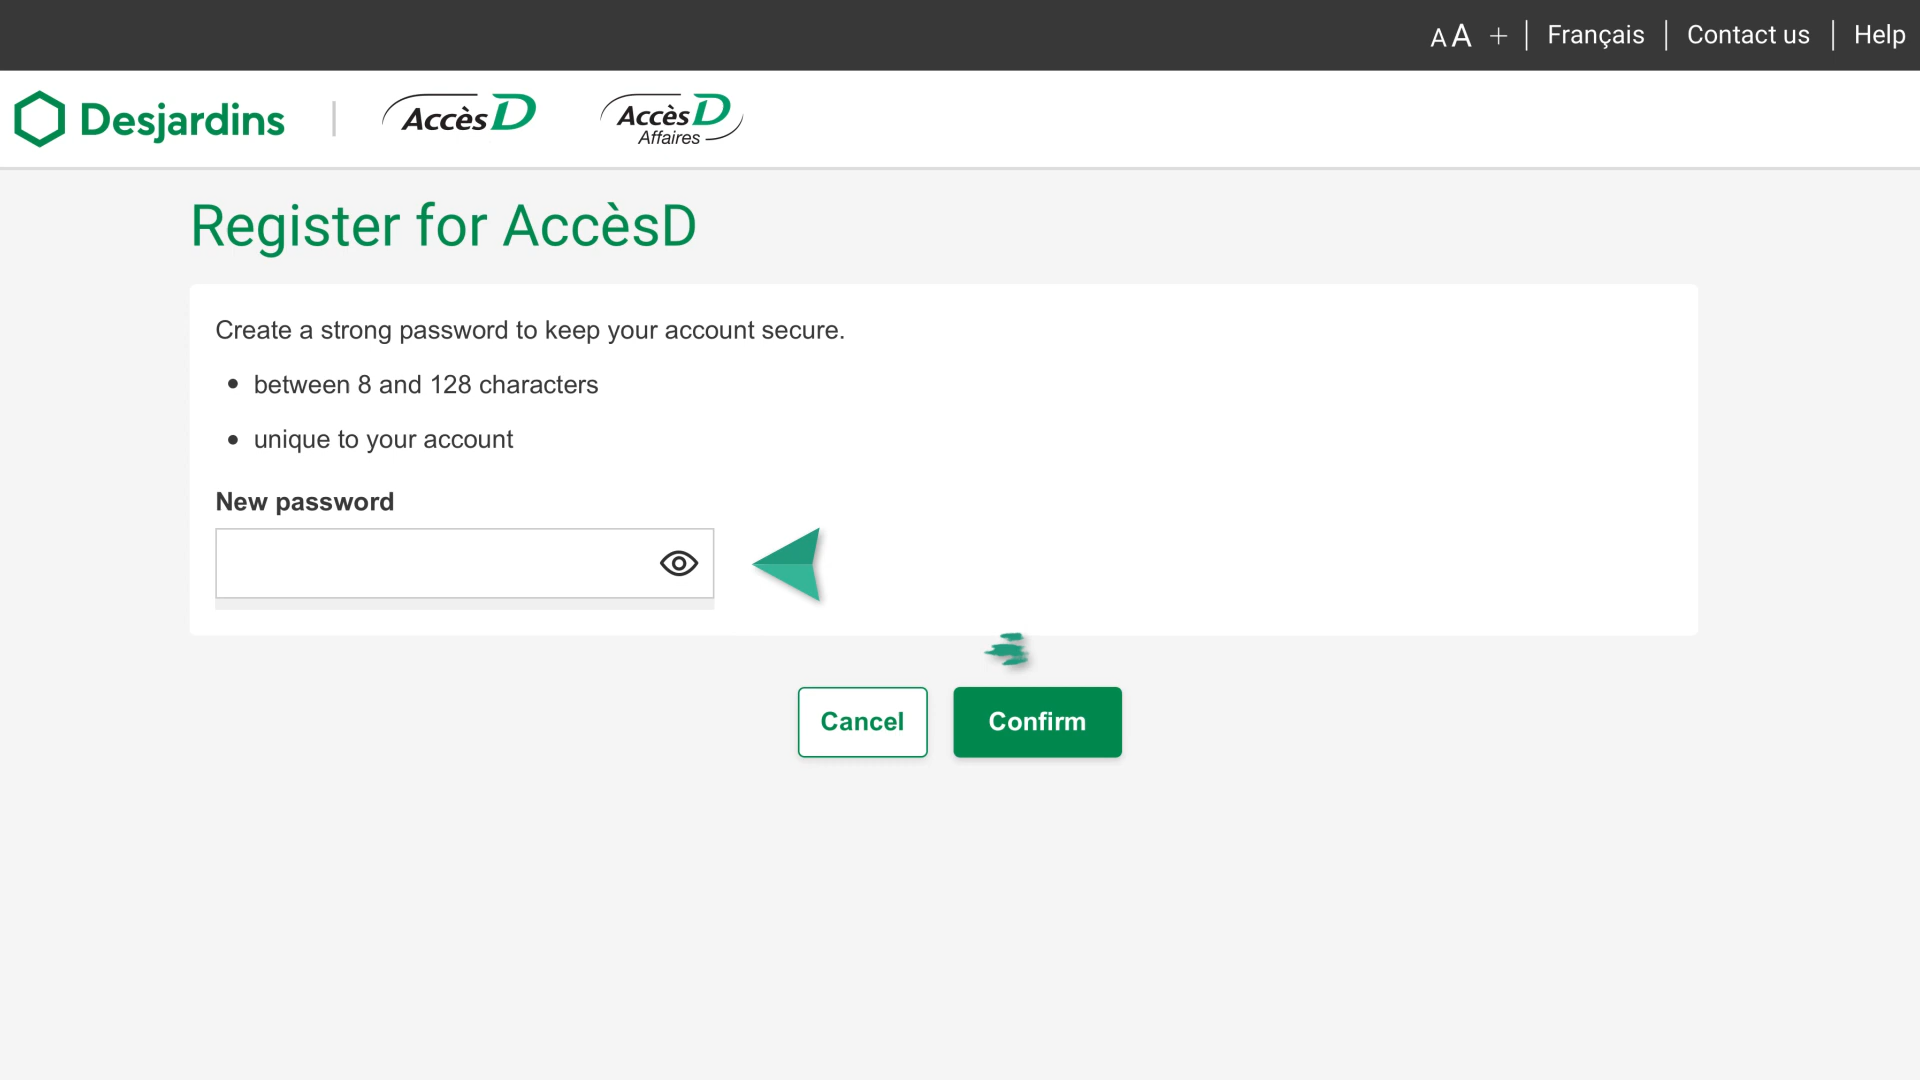 AA + | Français | Contact us | Help
Desjardins | AccèsD AccèsD Affaires
Register for AccèsD
Create a strong password to keep your account secure.
• between 8 and 128 characters
• unique to your account
New password
Cancel Confirm